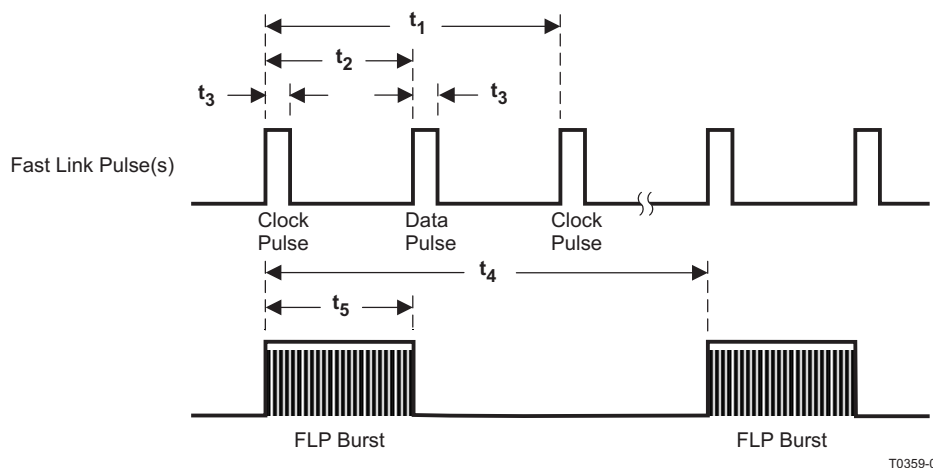 t1
t2
t3
t3
Fast Link Pulse(s)
Clock
Pulse
Data
Pulse
Clock
Pulse
t4
t5
FLP Burst
FLP Burst